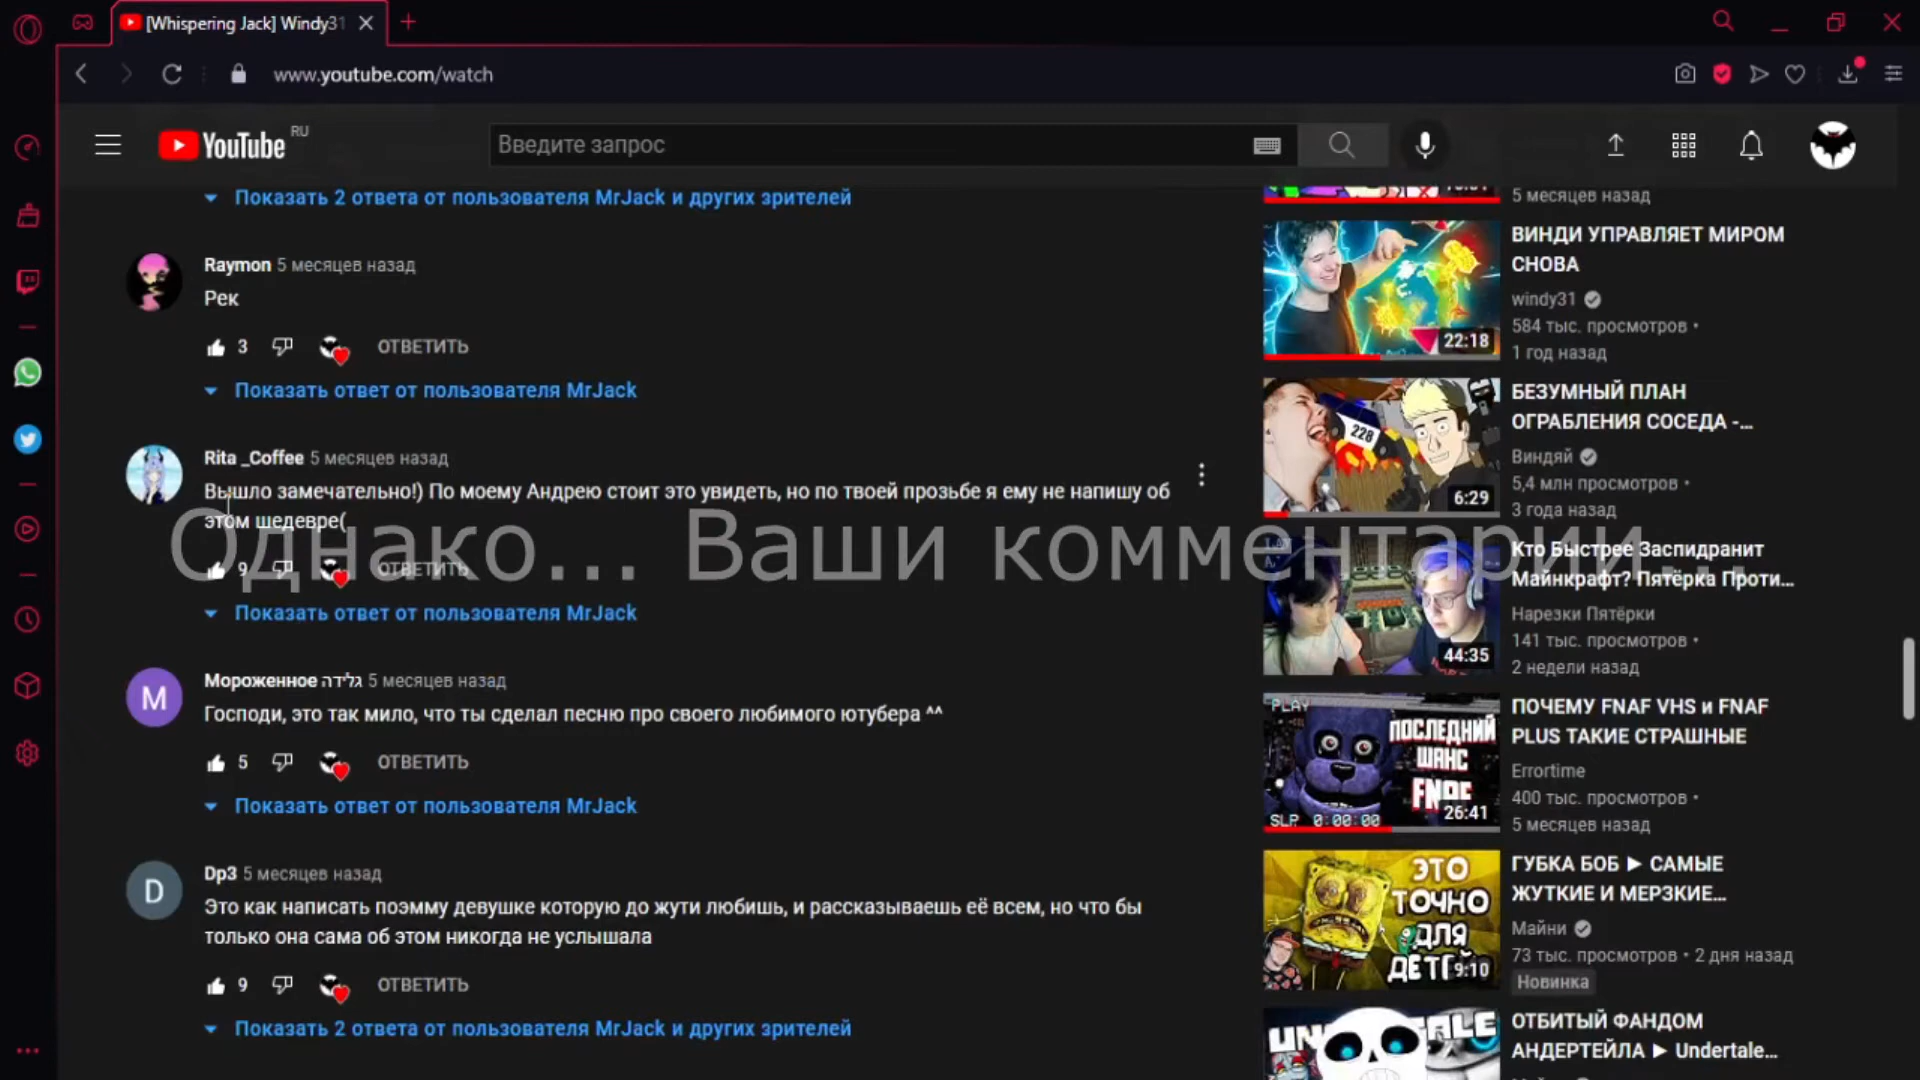 [Whispering Jack] Windy31
www.youtube.com/watch
YouTube RU
Введите запрос
Показать 2 ответа от пользователя MrJack и других зрителей
Raymon 5 месяцев назад
Рек
3 ОТВЕТИТЬ
Показать ответ от пользователя MrJack
Rita _Coffee 5 месяцев назад
Вышло замечательно!) По моему Андрею стоит это увидеть, но по твоей прозьбе я ему не напишу об
этом шедевре(
Однако... Ваши комментарии...
9 ОТВЕТИТЬ
Показать ответ от пользователя MrJack
Мороженное גלידה 5 месяцев назад
Господи, это так мило, что ты сделал песню про своего любимого ютубера ^^
5 ОТВЕТИТЬ
Показать ответ от пользователя MrJack
M
Dp3 5 месяцев назад
D
Это как написать поэмму девушке которую до жути любишь, и рассказываешь её всем, но что бы
только она сама об этом никогда не услышала
9 ОТВЕТИТЬ
Показать 2 ответа от пользователя MrJack и других зрителей
5 месяцев назад
22:18
ВИНДИ УПРАВЛЯЕТ МИРОМ
СНОВА
windy31
584 тыс. просмотров •
1 год назад
228
6:29
БЕЗУМНЫЙ ПЛАН
ОГРАБЛЕНИЯ СОСЕДА -...
Виндяй
5,4 млн просмотров •
3 года назад
44:35
Кто Быстрее Заспидранит
Майнкрафт? Пятёрка Проти...
Нарезки Пятёрки
141 тыс. просмотров •
2 недели назад
PLAY
ПОСЛЕДНИЙ
ШАНС
SLP 0:00:00
26:41
ПОЧЕМУ FNAF VHS и FNAF
PLUS ТАКИЕ СТРАШНЫЕ
Errortime
400 тыс. просмотров •
5 месяцев назад
ЭТО
ТОЧНО
ДЛЯ
9:10
ГУБКА БОБ ► САМЫЕ
ЖУТКИЕ И МЕРЗКИЕ...
Майни
73 тыс. просмотров • 2 дня назад
Новинка
ОТБИТЫЙ ФАНДОМ
АНДЕРТЕЙЛА ► Undertale...